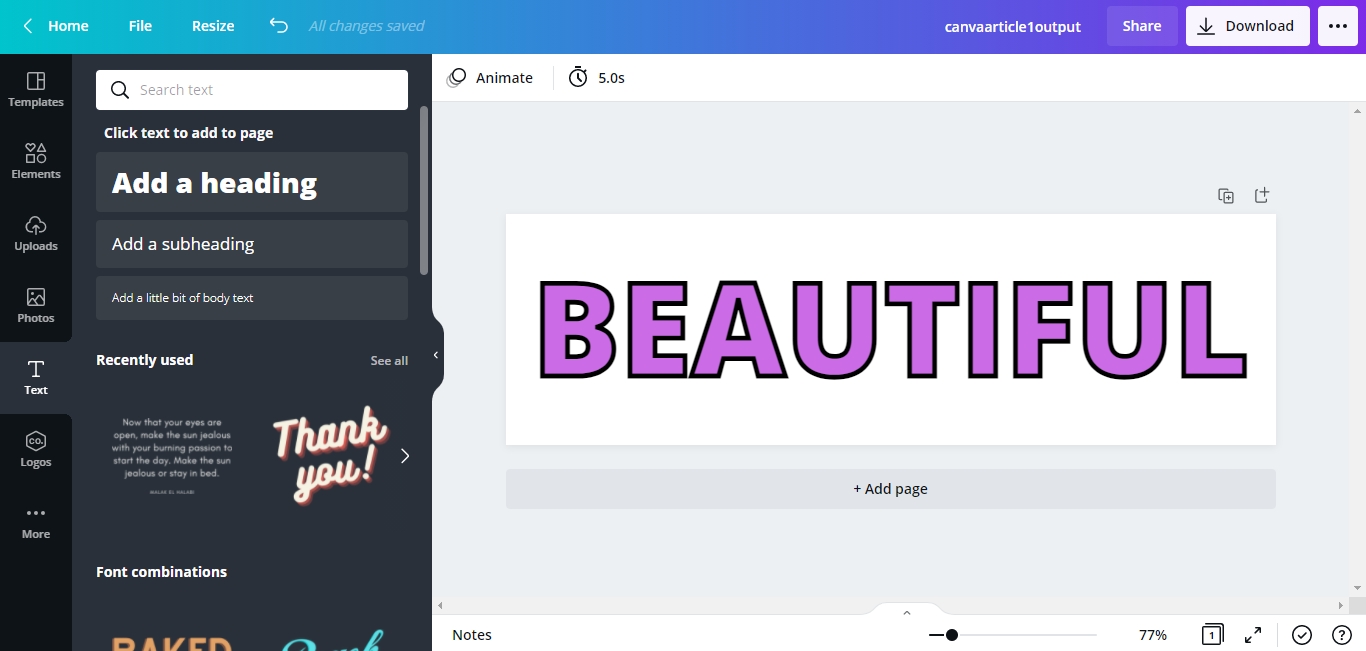 Home
File
Resize
All changes saved
canvaarticle1output
Share
Download
Templates
Elements
Uploads
Photos
Text
CO.
Logos
More
Search text
Click text to add to page
Add a heading
Add a subheading
Add a little bit of body text
Recently used
See all
Now that your eyes are
open, make the sun jealous
with your burning passion to
start the day. Make the sun
jealous or stay in bed.
MALAK EL HALABI
Thank
you!
Font combinations
BAKED
Animate
5.0s
BEAUTIFUL
+ Add page
Notes
77%
1
?